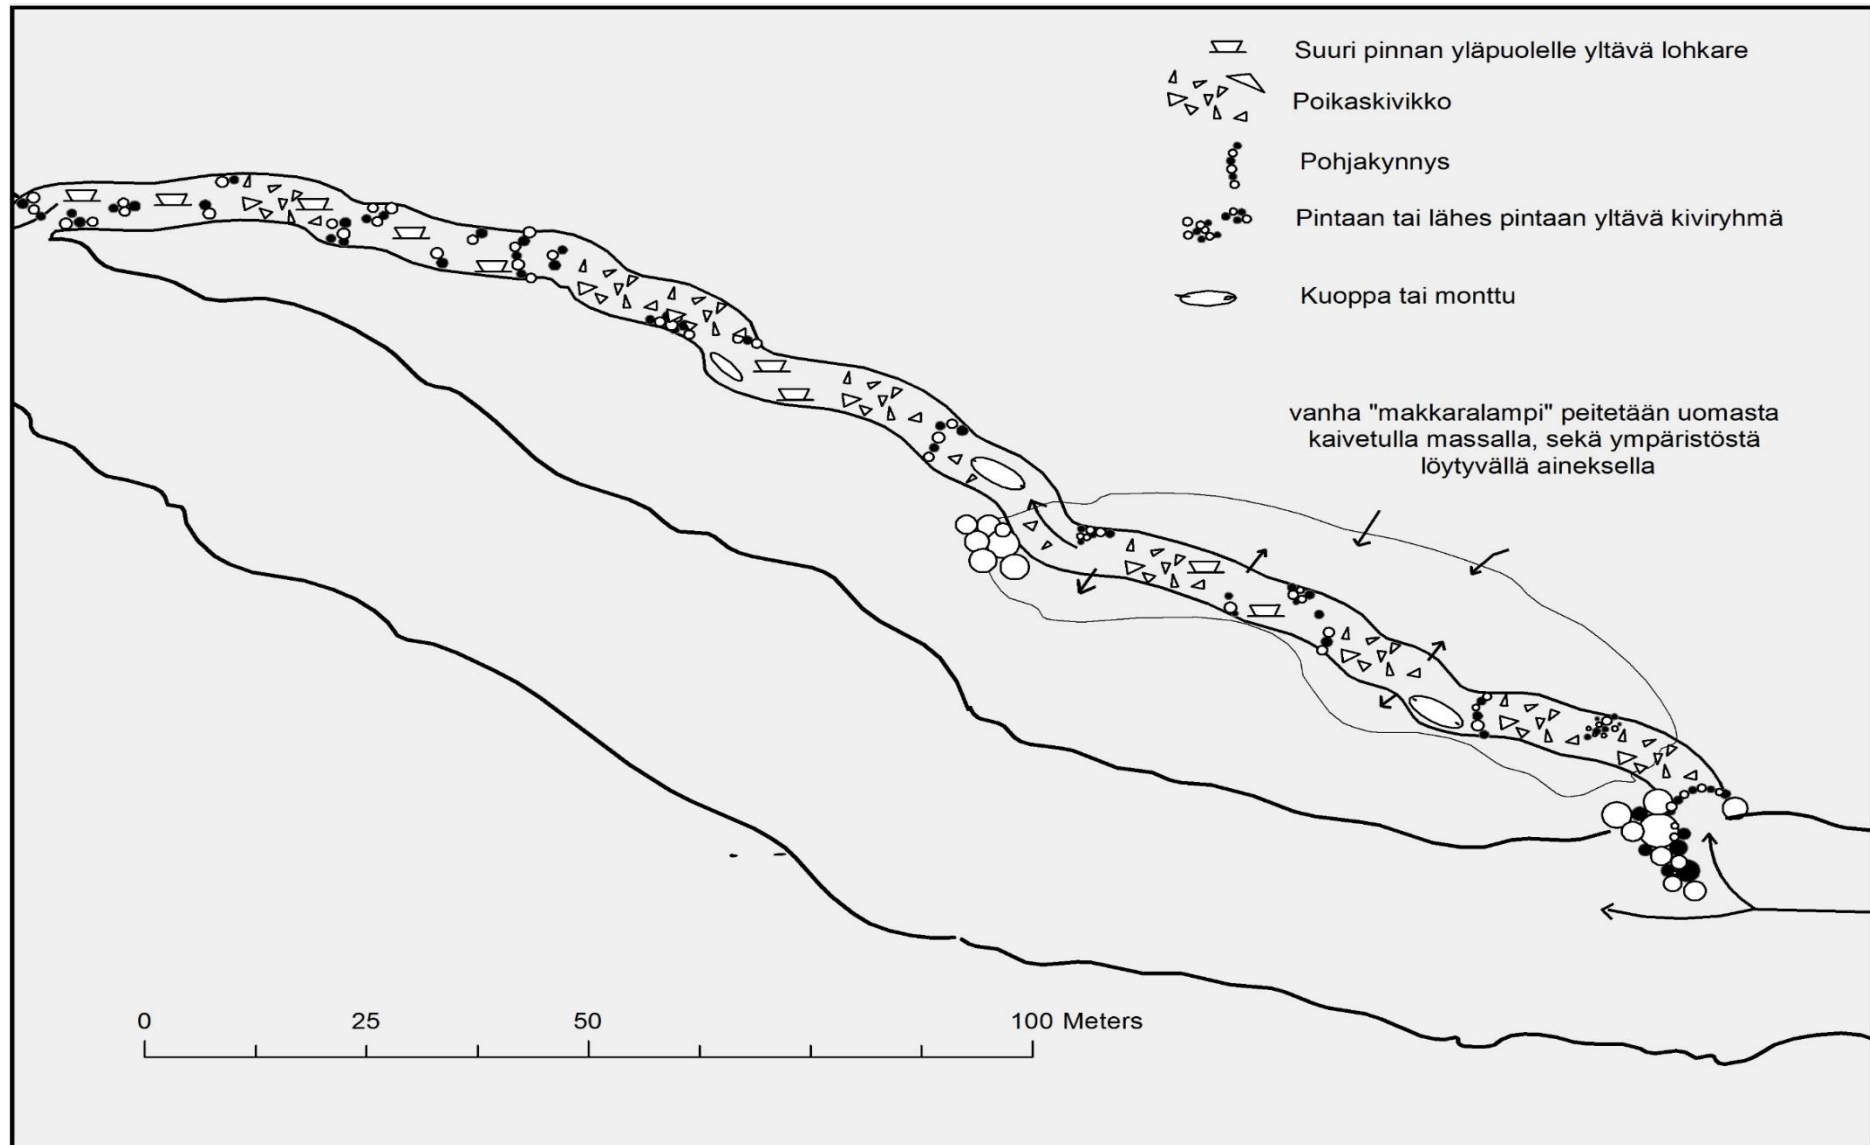 Suuri pinnan yläpuolelle yltävä lohkare
Poikaskivikko
Pohjakynnys
Pintaan tai lähes pintaan yltävä kiviryhmä
Kuoppa tai monttu
vanha "makkaralampi" peitetään uomasta
kaivetulla massalla, sekä ympäristöstä
löytyvällä aineksella
0 25 50 100 Meters